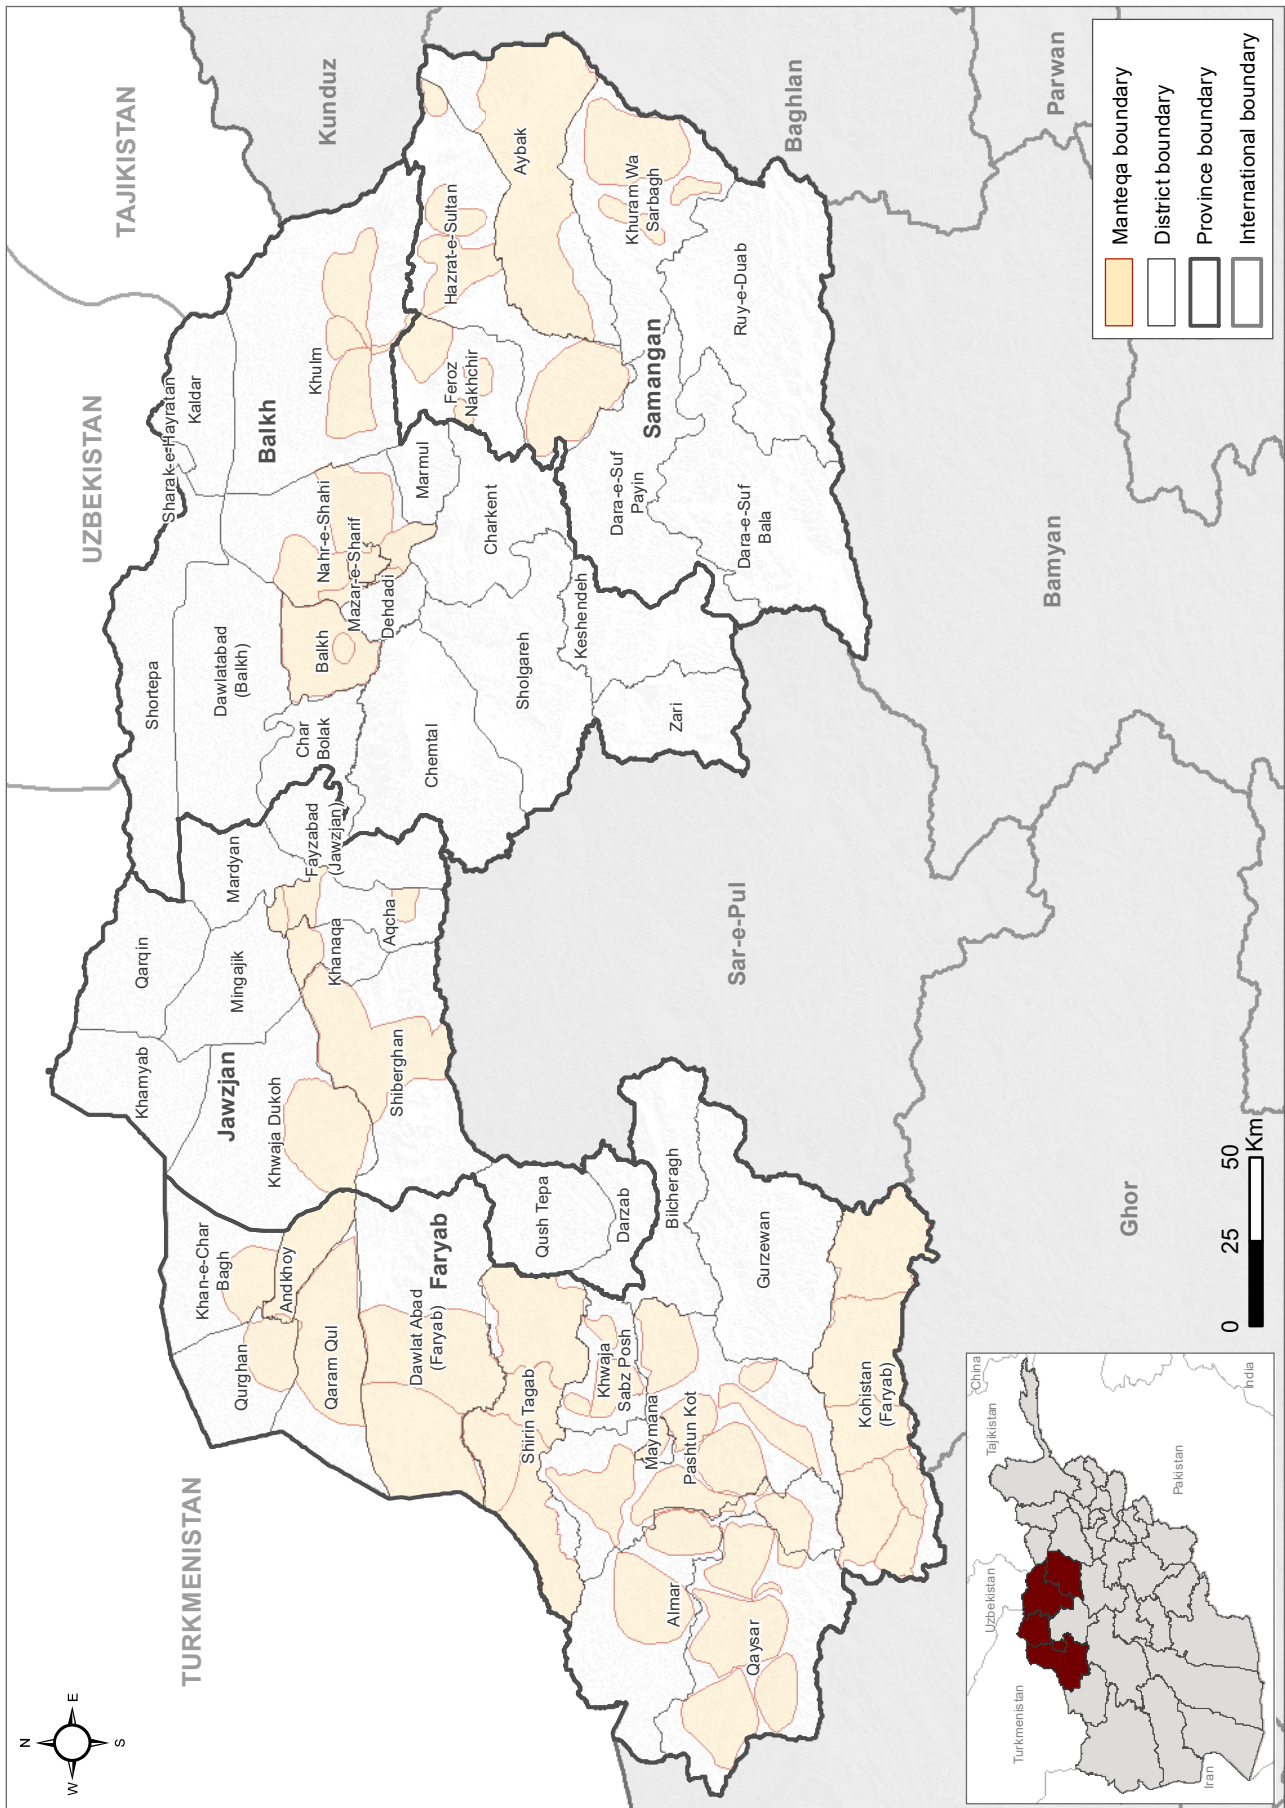 N
W
E
S
TURKMENISTAN
UZBEKISTAN
TAJIKISTAN
Kunduz
Baghlan
Parwan
Bamyan
Ghor
Sar-e-Pul
Jawzjan
Balkh
Faryab
Samangan
Khamyab
Qarqin
Mingajik
Mardyan
Khwaja Dukoh
Shiberghan
Khanaqa
Aqcha
Fayzabad
(Jawzjan)
Qush Tepa
Darzab
Shortepa
Sharak-e-Hayratan
Kaldar
Dawlatabad
(Balkh)
Char
Bolak
Balkh
Nahr-e-Shahi
Mazar-e-Sharif
Dehdadi
Khulm
Marmul
Charkent
Chemtal
Sholgareh
Keshendeh
Zari
Feroz
Nakhchir
Hazrat-e-Sultan
Aybak
Khuram Wa
Sarbagh
Ruy-e-Duab
Dara-e-Suf
Payin
Dara-e-Suf
Bala
Khan-e-Char
Bagh
Andkhoy
Qurghan
Qaram Qul
Dawlat Abad
(Faryab)
Shirin Tagab
Khwaja
Sabz Posh
Maymana
Pashtun Kot
Almar
Qaysar
Bilcheragh
Gurzewan
Kohistan
(Faryab)
Manteqa boundary
District boundary
Province boundary
International boundary
0
25
50
Km
China
Tajikistan
Uzbekistan
Turkmenistan
Iran
Pakistan
India